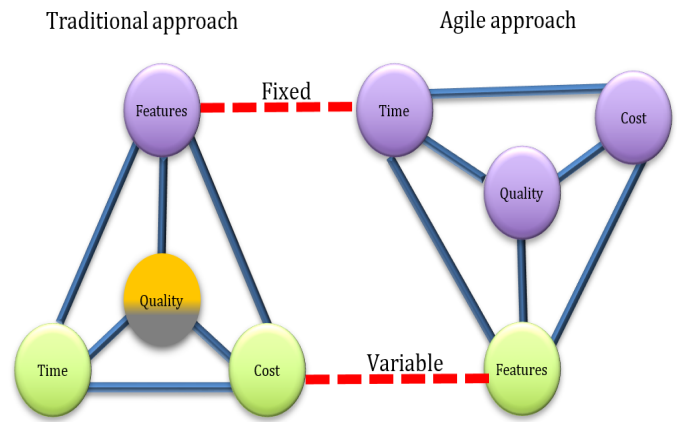 Traditional approach
Agile approach
Fixed
Features
Time
Cost
Quality
Quality
Variable
Time
Cost
Features